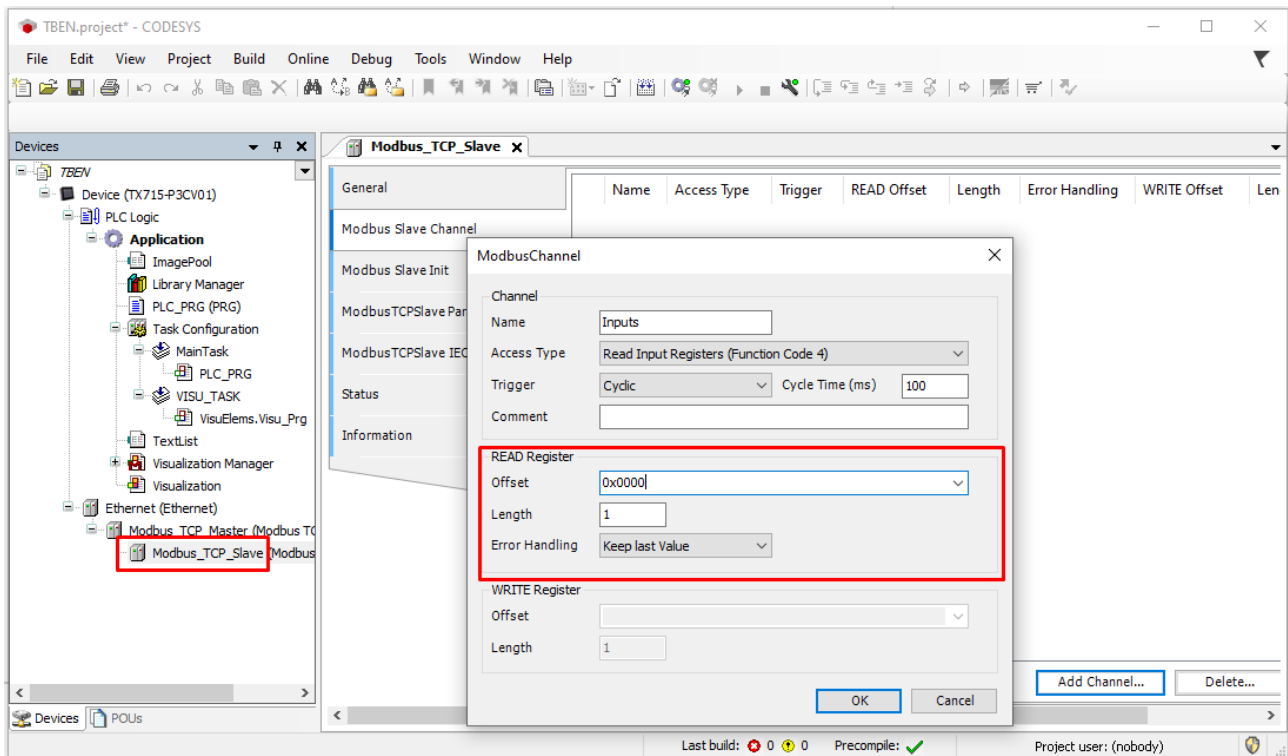 TBEN.project* - CODESYS
File Edit View Project Build Online Debug Tools Window Help
Devices
TBEN
Device (TX715-P3CV01)
PLC Logic
Application
ImagePool
Library Manager
PLC_PRG (PRG)
Task Configuration
MainTask
PLC_PRG
VISU_TASK
VisuElems.Visu_Prg
TextList
Visualization Manager
Visualization
Ethernet (Ethernet)
Modbus_TCP_Master (Modbus TC
Modbus_TCP_Slave (Modbus
Devices POUs
Modbus_TCP_Slave
General
Modbus Slave Channel
Modbus Slave Init
ModbusTCPSlave Par
ModbusTCPSlave IEC
Status
Information
Name Access Type Trigger READ Offset Length Error Handling WRITE Offset Len
ModbusChannel
Channel
Name Inputs
Access Type Read Input Registers (Function Code 4)
Trigger Cyclic Cycle Time (ms) 100
Comment
READ Register
Offset 0x0000
Length 1
Error Handling Keep last Value
WRITE Register
Offset
Length 1
OK Cancel
Add Channel... Delete...
Last build: 0 0 Precompile: Project user: (nobody)